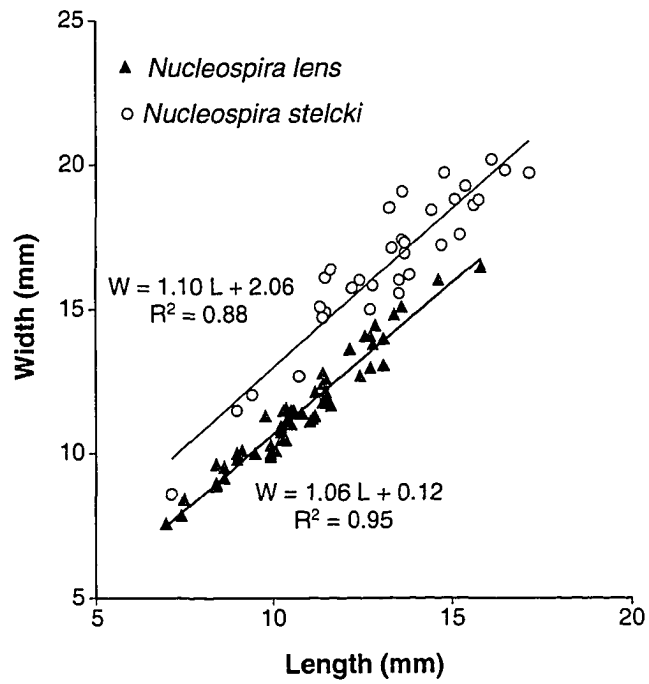 25
Nucleospira lens
Nucleospira stelcki
20
W = 1.10 L + 2.06
R² = 0.88
15
Width (mm)
10
W = 1.06 L + 0.12
R² = 0.95
5
5 10 15 20
Length (mm)